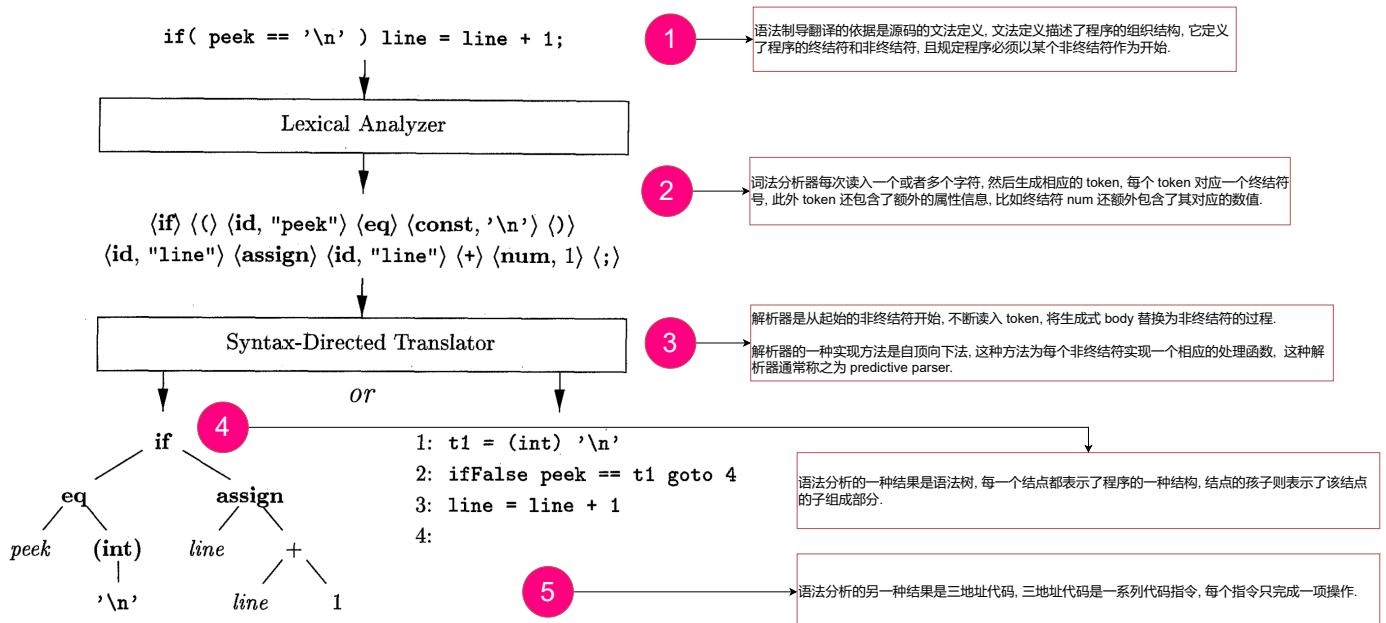 if( peek == '\n' ) line = line + 1;
1
语法制导翻译的依据是源码的文法定义, 文法定义描述了程序的组织结构, 它定义
了程序的终结符和非终结符, 且规定程序必须以某个非终结符作为开始.
Lexical Analyzer
2
词法分析器每次读入一个或者多个字符, 然后生成相应的 token, 每个 token 对应一个终结符
号, 此外 token 还包含了额外的属性信息, 比如终结符 num 还额外包含了其对应的数值.
⟨if⟩ ⟨(⟩ ⟨id, "peek"⟩ ⟨eq⟩ ⟨const, '\n'⟩ ⟨)⟩
⟨id, "line"⟩ ⟨assign⟩ ⟨id, "line"⟩ ⟨+⟩ ⟨num, 1⟩ ⟨;⟩
Syntax-Directed Translator
3
解析器是从起始的非终结符开始, 不断读入 token, 将生成式 body 替换为非终结符的过程.
解析器的一种实现方法是自顶向下法, 这种方法为每个非终结符实现一个相应的处理函数, 这种解
析器通常称之为 predictive parser.
or
4
if
eq
assign
peek
(int)
line
+
'\n'
line
1
1: t1 = (int) '\n'
2: ifFalse peek == t1 goto 4
3: line = line + 1
4:
语法分析的一种结果是语法树, 每一个结点都表示了程序的一种结构, 结点的孩子则表示了该结点
的子组成部分.
5
语法分析的另一种结果是三地址代码, 三地址代码是一系列代码指令, 每个指令只完成一项操作.